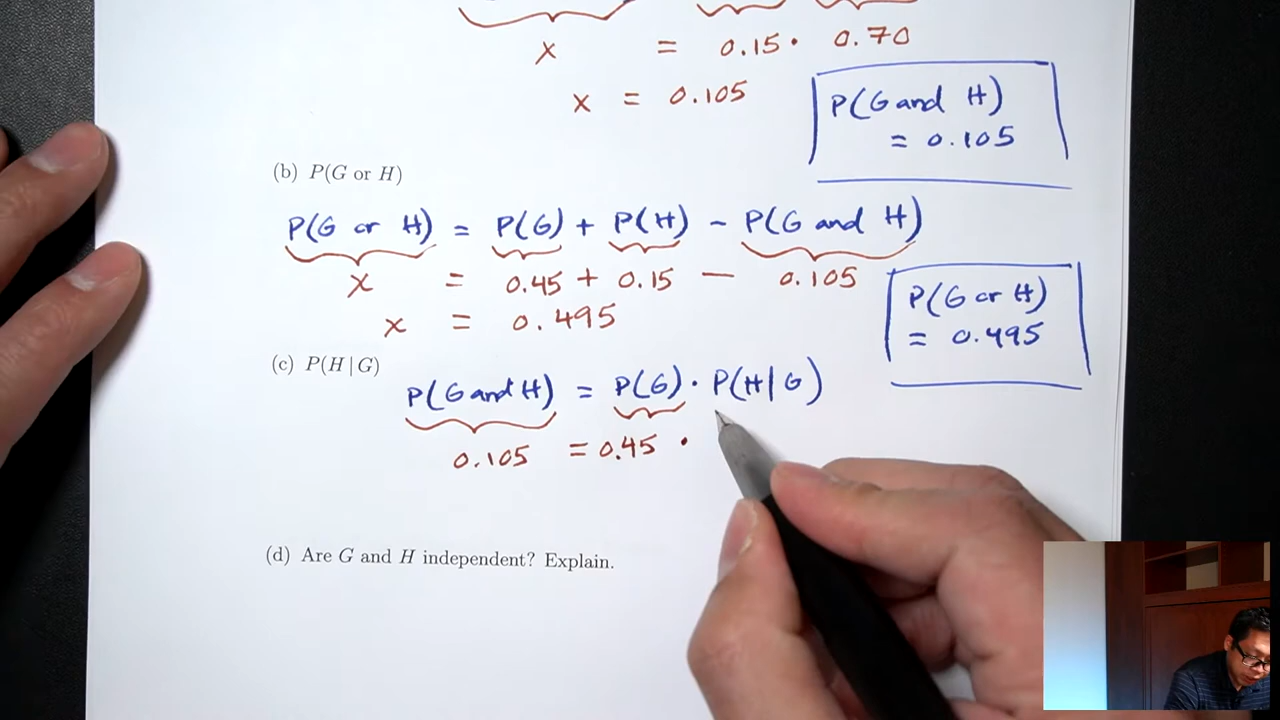 x = 0.15 · 0.70
x = 0.105
P(G and H)
= 0.105
(b) P(G or H)
P(G or H) = P(G) + P(H) − P(G and H)
x = 0.45 + 0.15 − 0.105
x = 0.495
P(G or H)
= 0.495
(c) P(H | G)
P(G and H) = P(G) · P(H | G)
0.105 = 0.45 ·
(d) Are G and H independent? Explain.